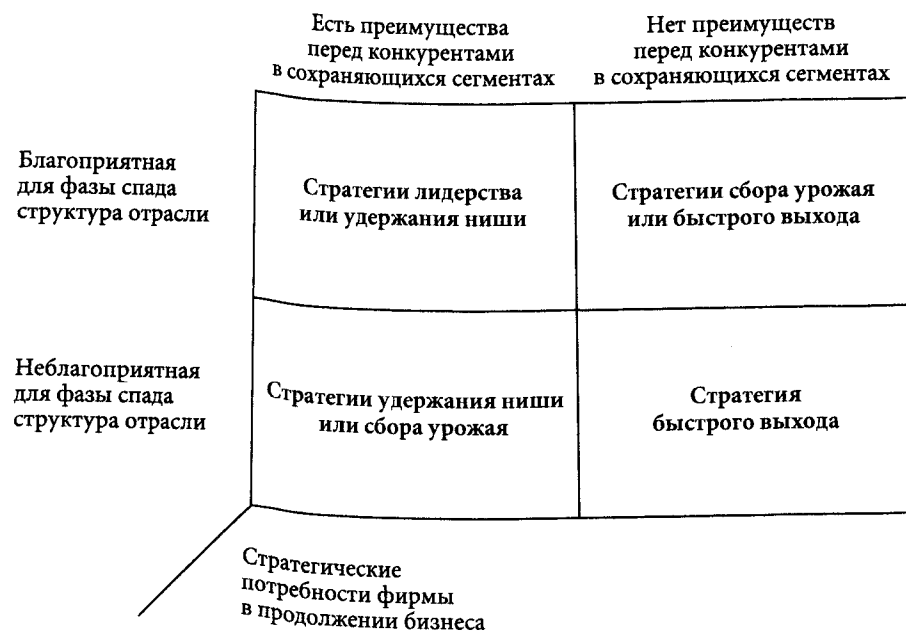 Есть преимущества
перед конкурентами
в сохраняющихся сегментах
Нет преимуществ
перед конкурентами
в сохраняющихся сегментах
Благоприятная
для фазы спада
структура отрасли
Стратегии лидерства
или удержания ниши
Стратегии сбора урожая
или быстрого выхода
Неблагоприятная
для фазы спада
структура отрасли
Стратегии удержания ниши
или сбора урожая
Стратегия
быстрого выхода
Стратегические
потребности фирмы
в продолжении бизнеса